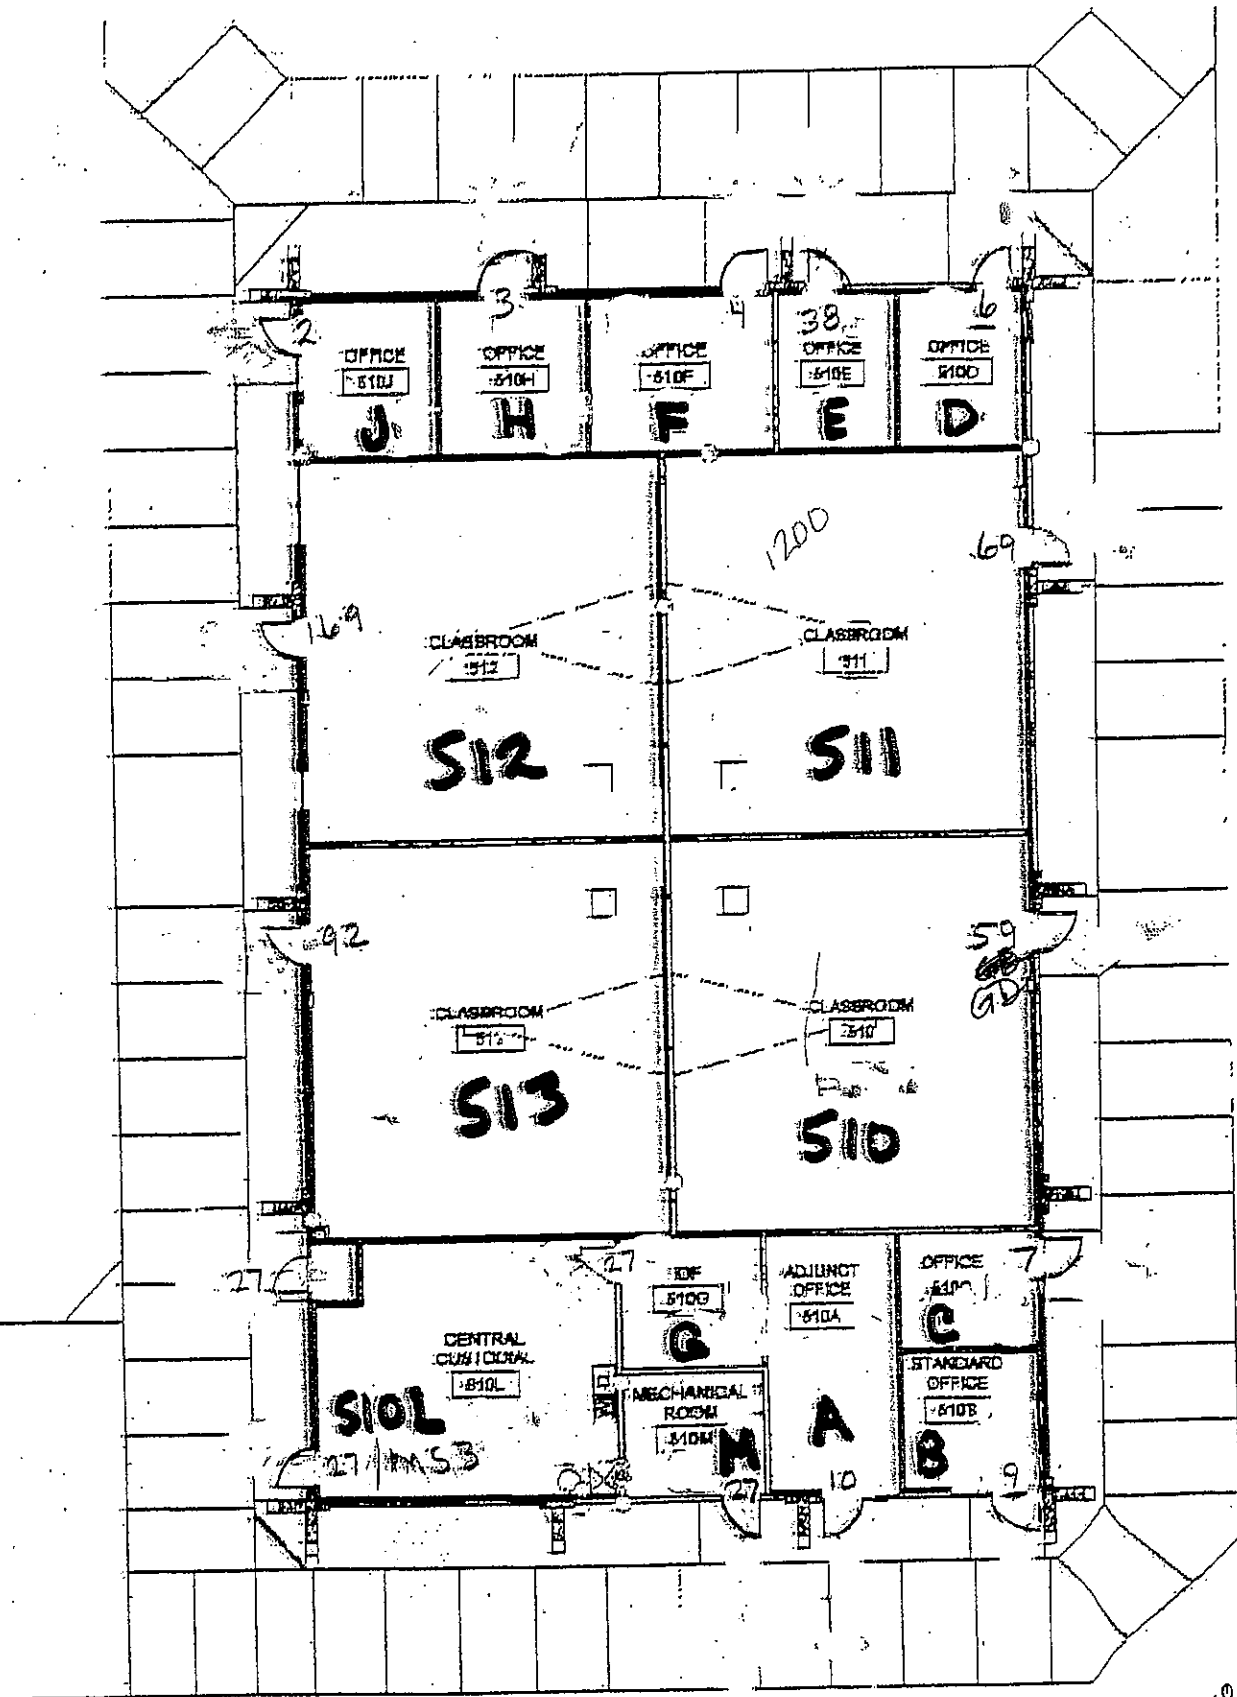 3
4
38
6
2
OFFICE
510J
J
OFFICE
510H
H
OFFICE
510F
F
OFFICE
510E
E
OFFICE
510D
D
1200
69
169
CLASSROOM
512
512
CLASSROOM
511
511
92
59
GD
CLASSROOM
513
CLASSROOM
510
510
27
27
IDF
510G
G
ADJUNCT
OFFICE
510A
A
OFFICE
C
7
CENTRAL
CUSTODIAL
510L
510L
27/1M53
W D
MECHANICAL
ROOM
510M
M
27
10
STANDARD
OFFICE
510B
B
9